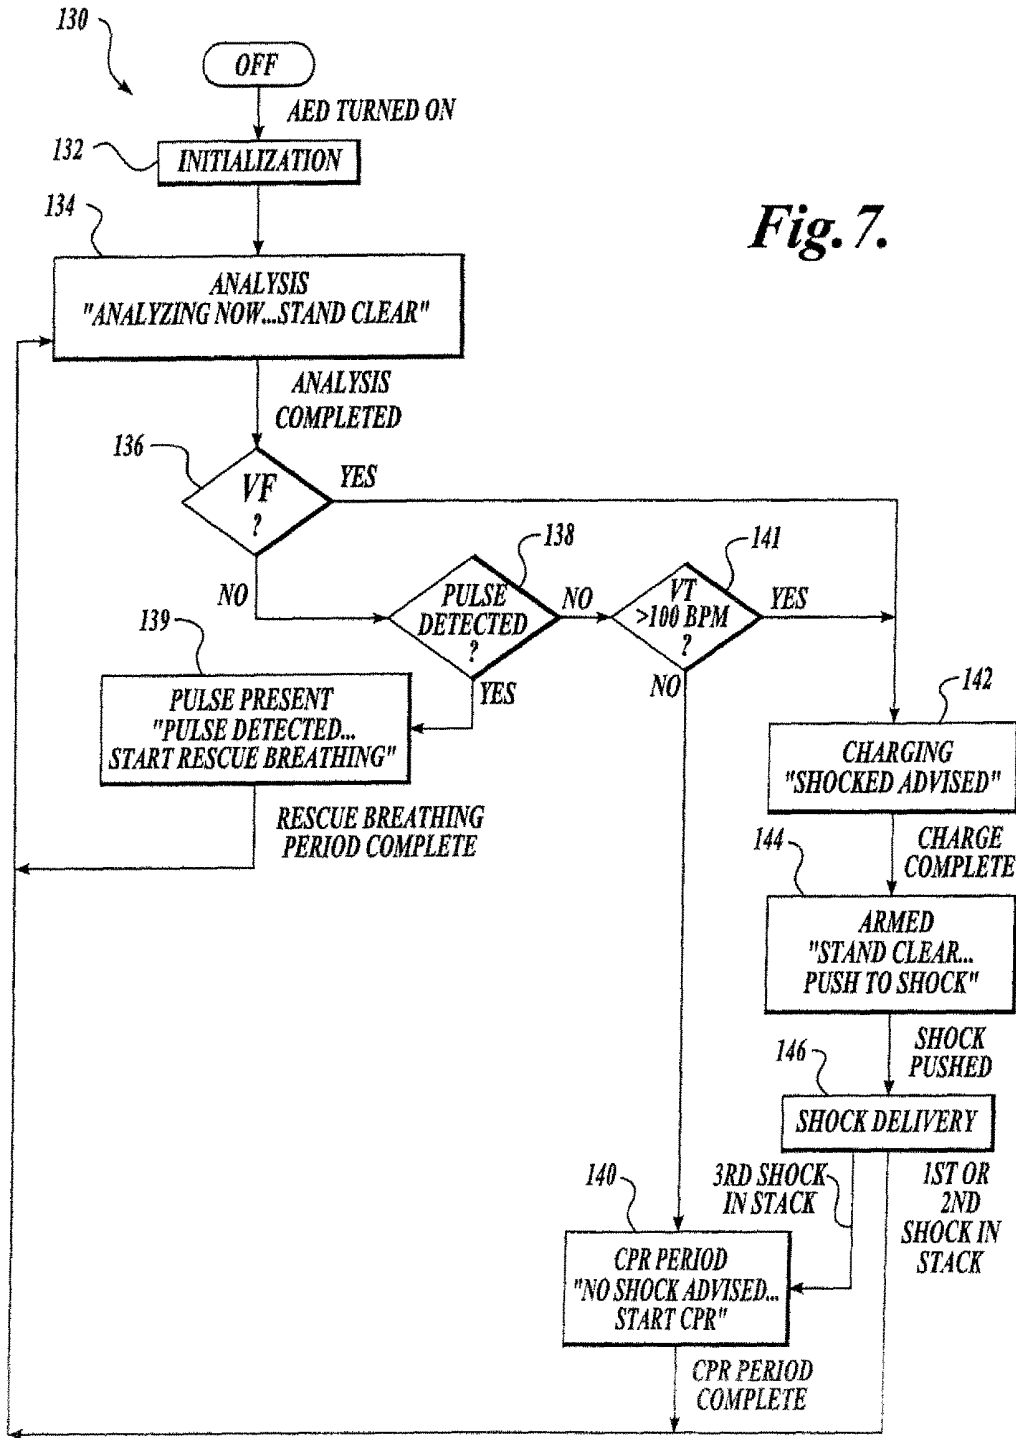 130
OFF
AED TURNED ON
132
INITIALIZATION
134
Fig. 7.
ANALYSIS
"ANALYZING NOW...STAND CLEAR"
ANALYSIS
COMPLETED
136
VF
?
YES
NO
138
PULSE
DETECTED
?
NO
YES
141
VT
>100 BPM
?
YES
NO
139
PULSE PRESENT
"PULSE DETECTED...
START RESCUE BREATHING"
RESCUE BREATHING
PERIOD COMPLETE
142
CHARGING
"SHOCKED ADVISED"
CHARGE
COMPLETE
144
ARMED
"STAND CLEAR...
PUSH TO SHOCK"
SHOCK
PUSHED
146
SHOCK DELIVERY
3RD SHOCK
IN STACK
1ST OR
2ND
SHOCK IN
STACK
140
CPR PERIOD
"NO SHOCK ADVISED...
START CPR"
CPR PERIOD
COMPLETE